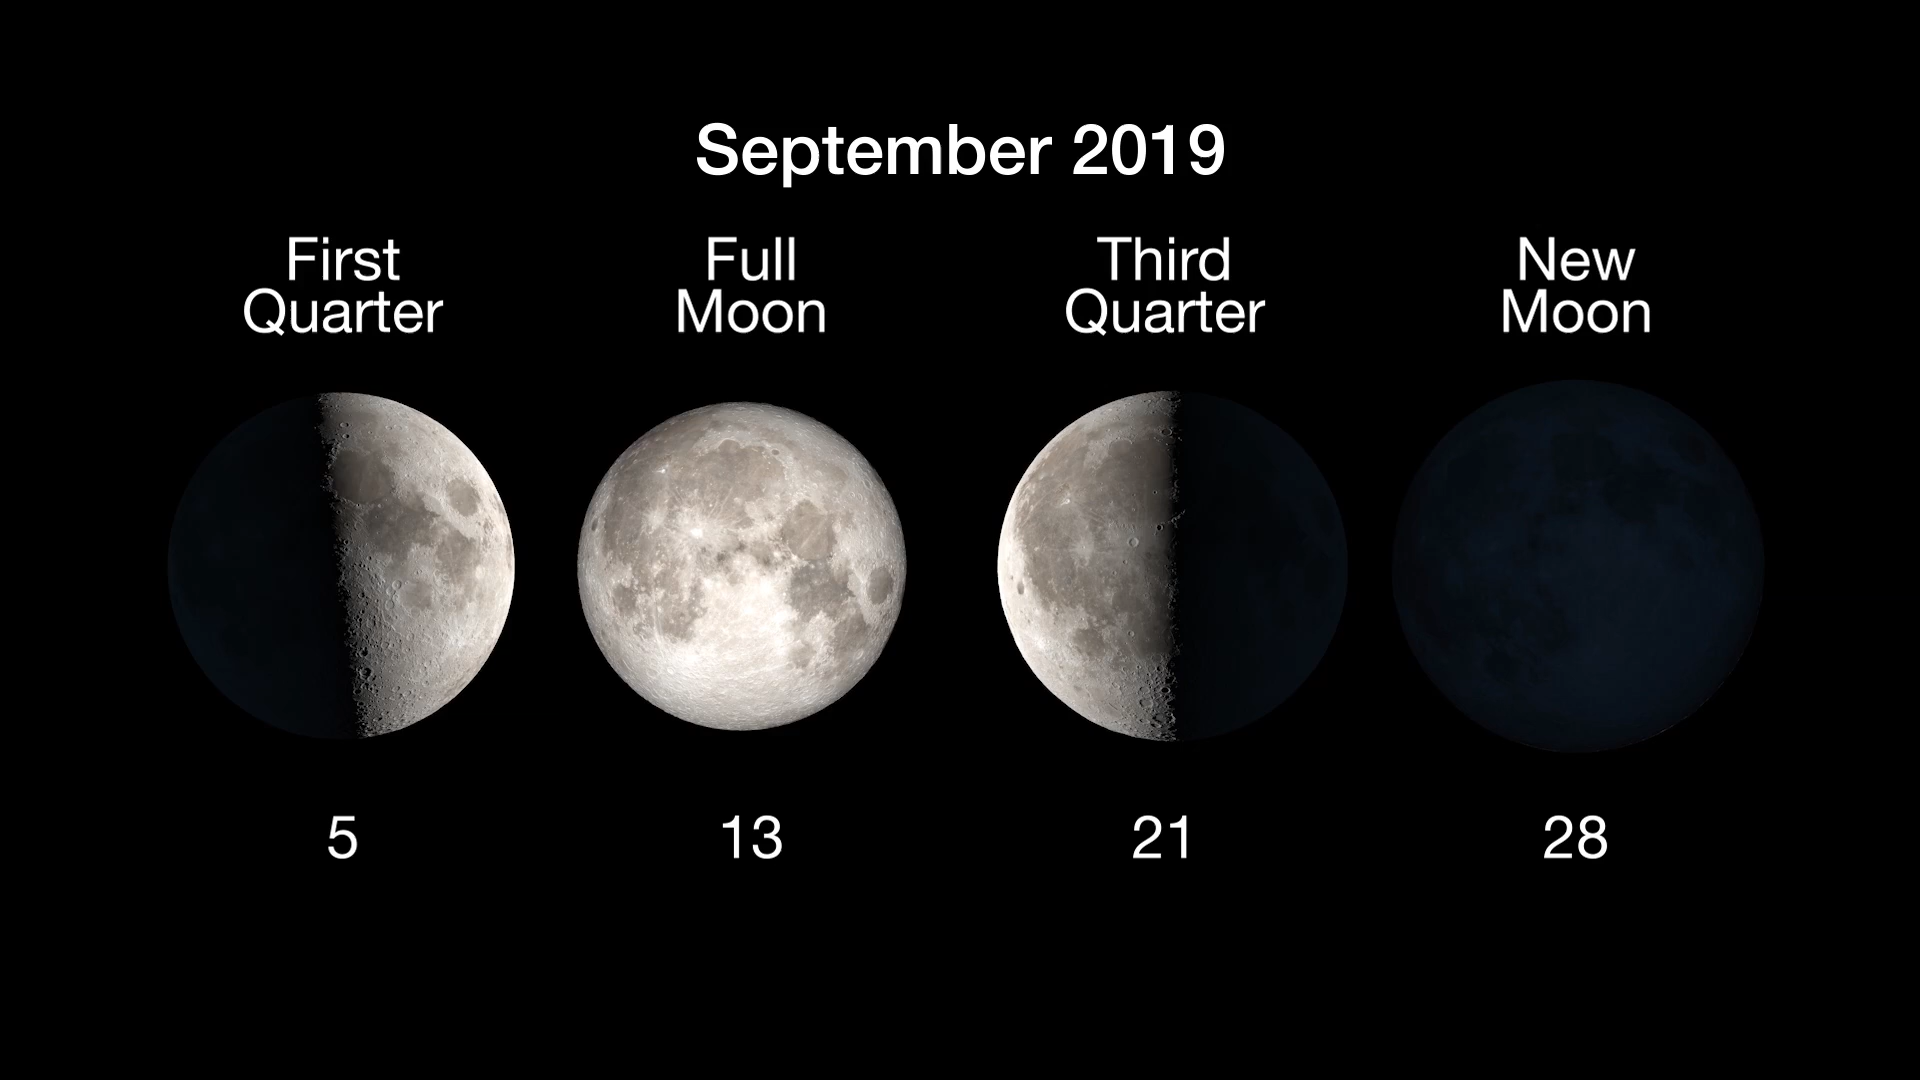 September 2019
First
Quarter
Full
Moon
Third
Quarter
New
Moon
5
13
21
28